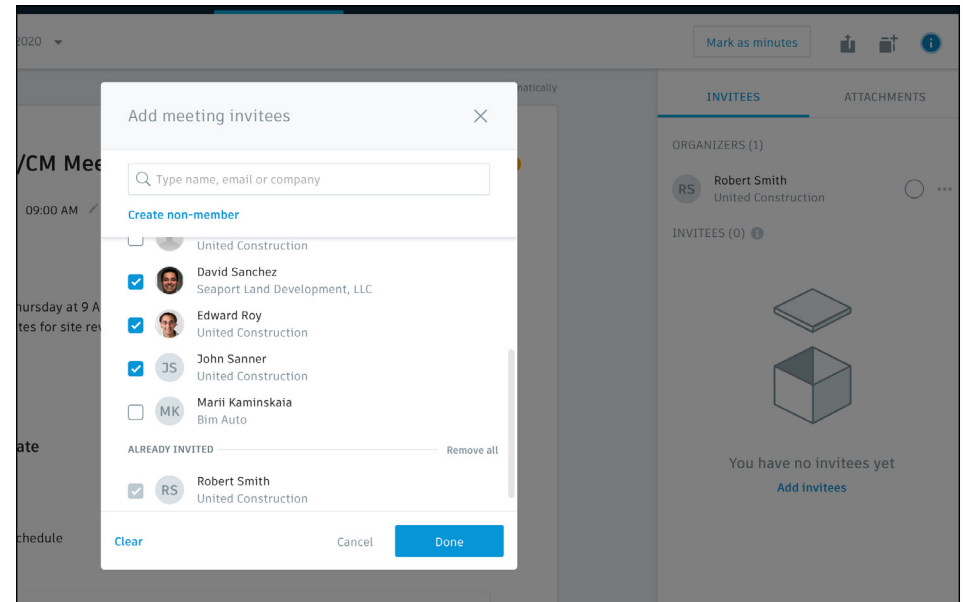 2020
Mark as minutes
matically
INVITEES
ATTACHMENTS
Add meeting invitees
ORGANIZERS (1)
/CM Mee
Type name, email or company
RS
Robert Smith
United Construction
09:00 AM
Create non-member
INVITEES (0)
United Construction
David Sanchez
Seaport Land Development, LLC
hursday at 9 A
tes for site rev
Edward Roy
United Construction
JS
John Sanner
United Construction
MK
Marii Kaminskaia
Bim Auto
ate
ALREADY INVITED
Remove all
You have no invitees yet
Add invitees
RS
Robert Smith
United Construction
chedule
Clear
Cancel
Done